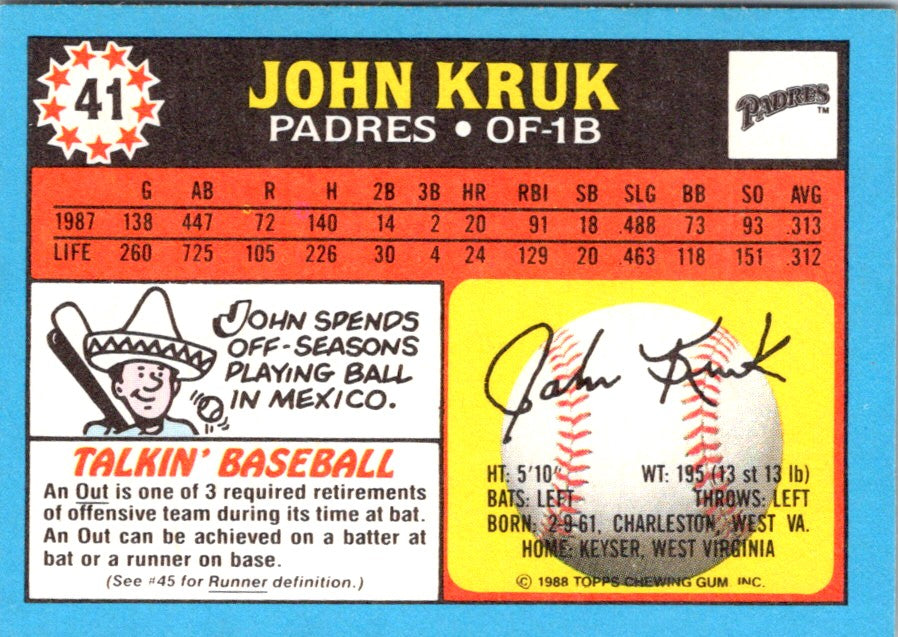 41
JOHN KRUK
PADRES • OF-1B
PADRES TM
G AB R H 2B 3B HR RBI SB SLG BB SO AVG
1987 138 447 72 140 14 2 20 91 18 .488 73 93 .313
LIFE 260 725 105 226 30 4 24 129 20 .463 118 151 .312
JOHN SPENDS
OFF-SEASONS
PLAYING BALL
IN MEXICO.
TALKIN' BASEBALL
An Out is one of 3 required retirements
of offensive team during its time at bat.
An Out can be achieved on a batter at
bat or a runner on base.
(See #45 for Runner definition.)
John Kruk
HT: 5'10" WT: 195 (13 st 13 lb)
BATS: LEFT THROWS: LEFT
BORN: 2-9-61, CHARLESTON, WEST VA.
HOME: KEYSER, WEST VIRGINIA
© 1988 TOPPS CHEWING GUM, INC.